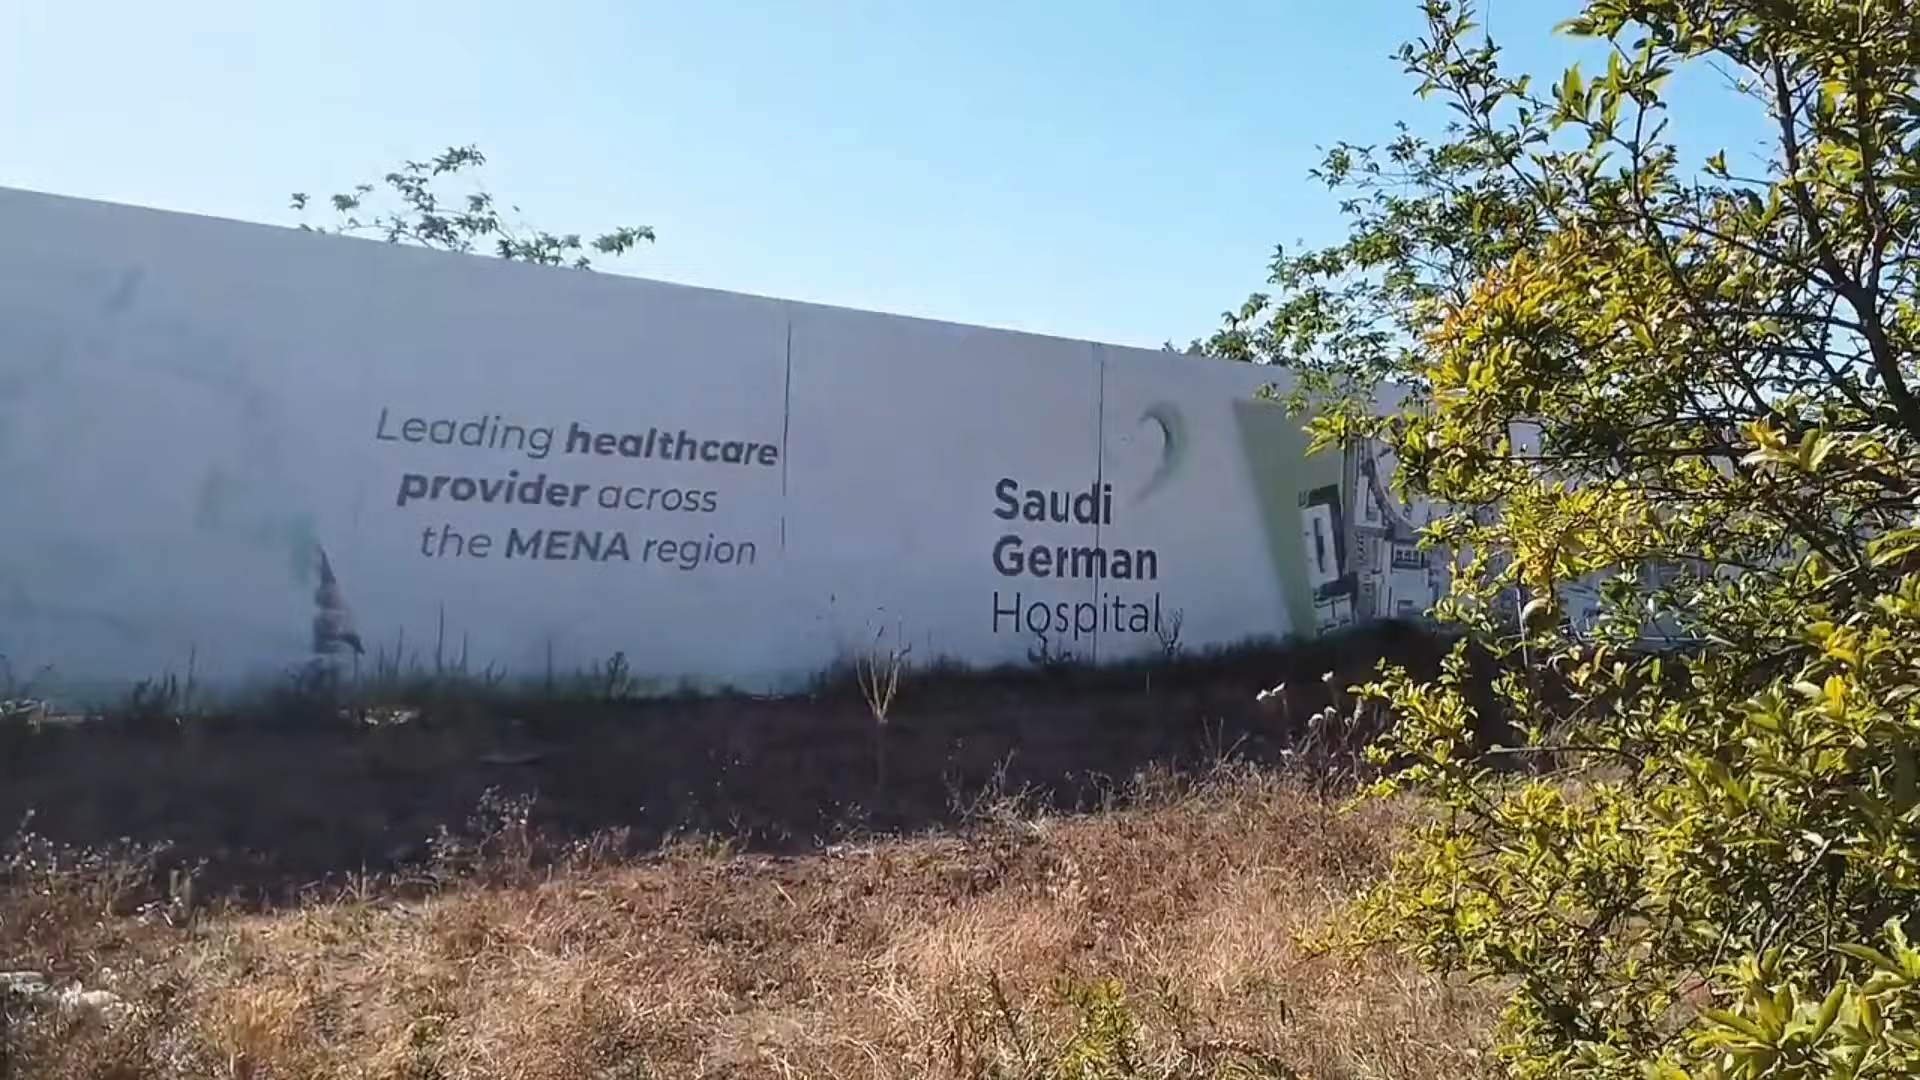 Leading healthcare
provider across
the MENA region
Saudi
German
Hospital